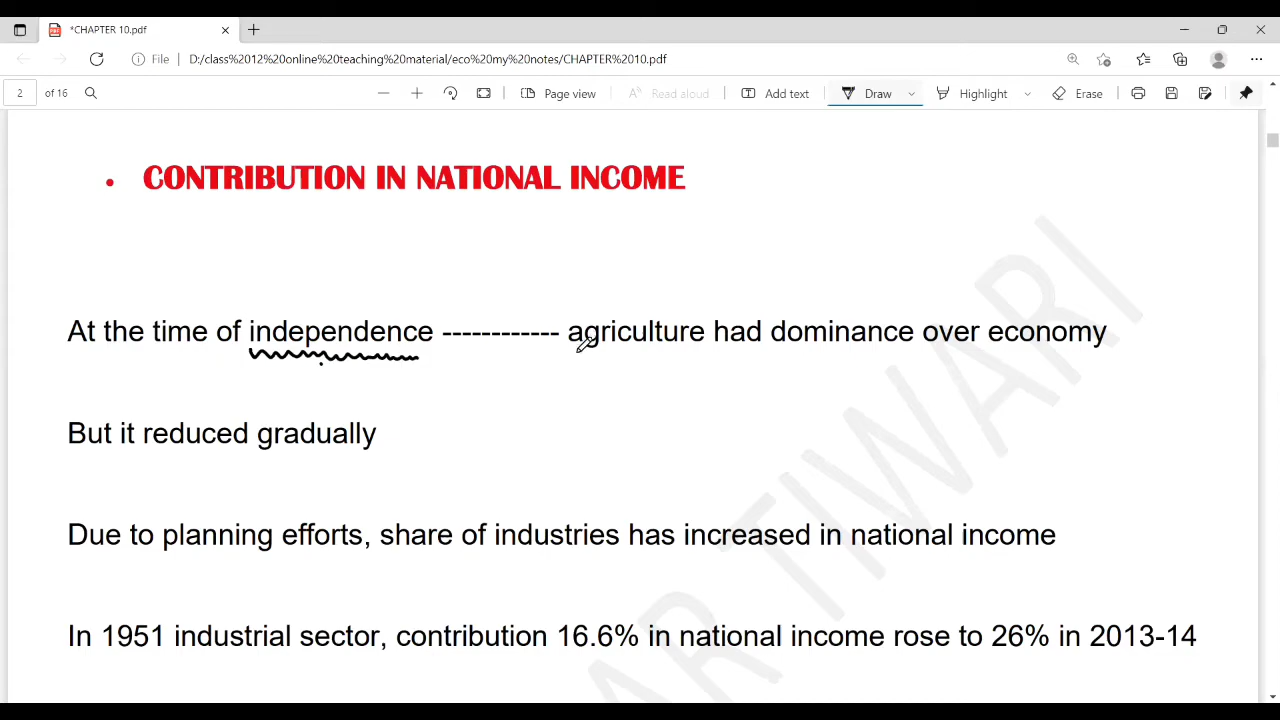 *CHAPTER 10.pdf
File D:/class%2012%20online%20teaching%20material/eco%20my%20notes/CHAPTER%2010.pdf
2 of 16 Page view Read aloud Add text Draw Highlight Erase
• CONTRIBUTION IN NATIONAL INCOME
At the time of independence ------------ agriculture had dominance over economy
But it reduced gradually
Due to planning efforts, share of industries has increased in national income
In 1951 industrial sector, contribution 16.6% in national income rose to 26% in 2013-14
AR TIWARI